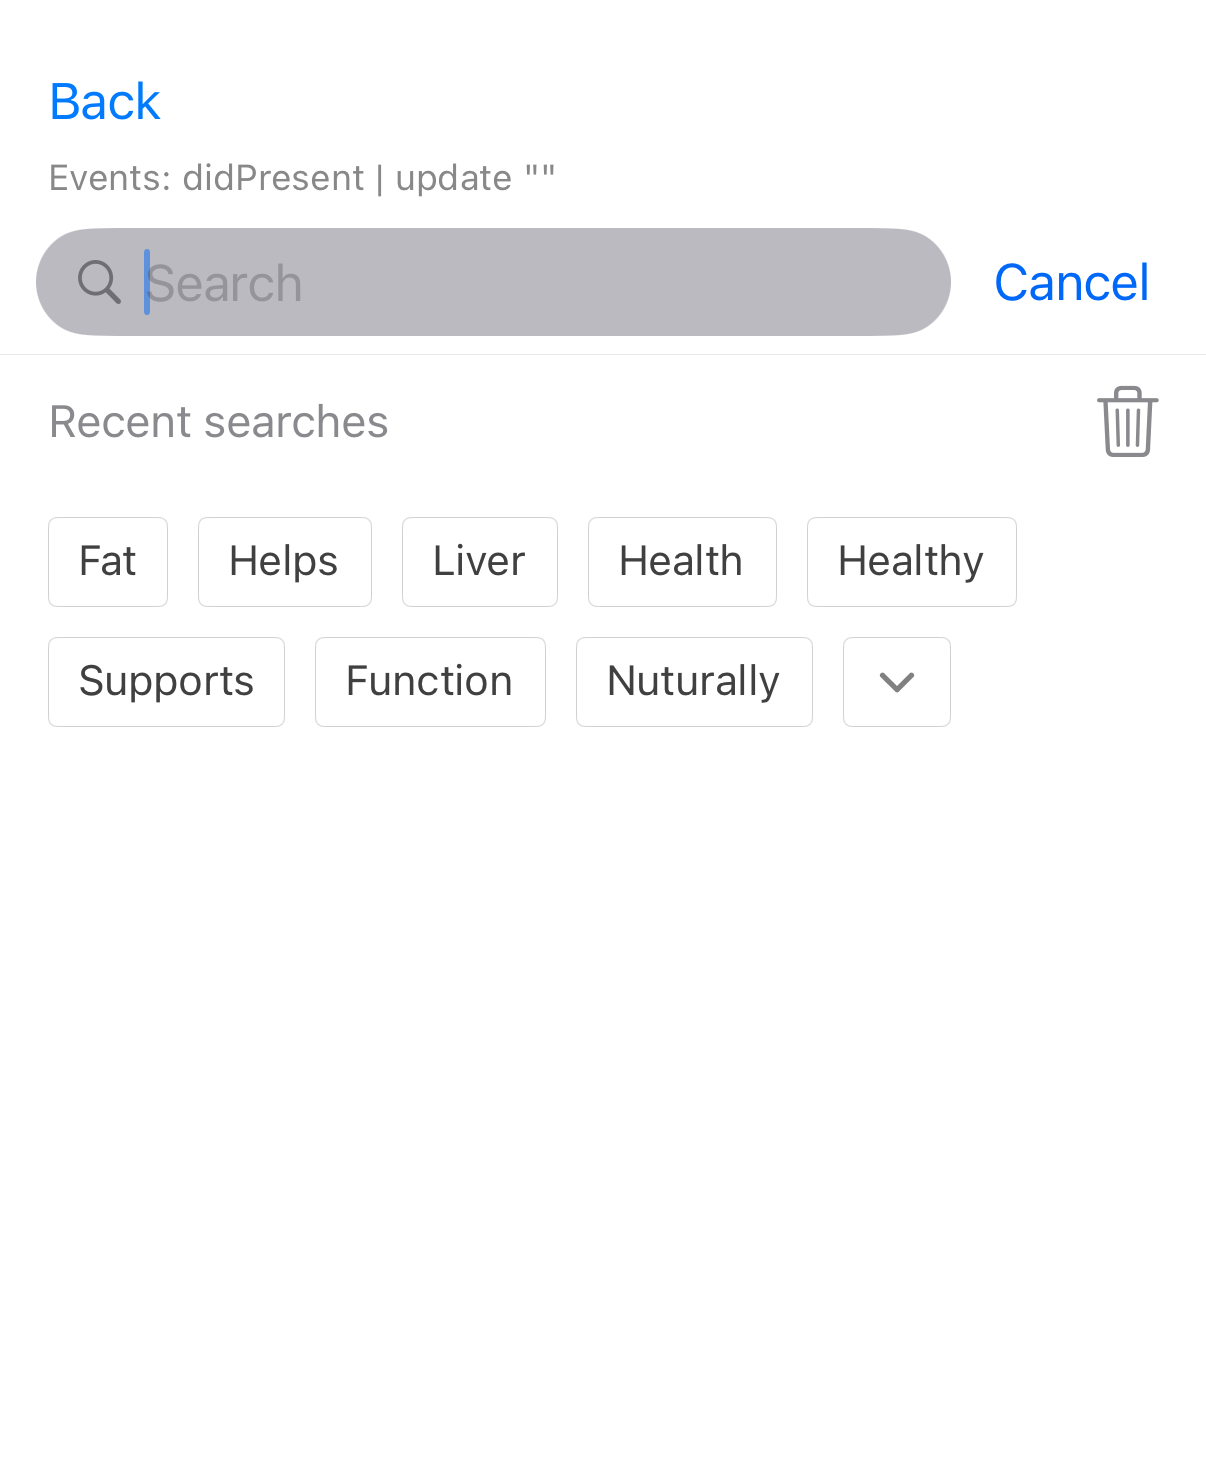 Back
Events: didPresent | update ""
Search
Cancel
Recent searches
Fat Helps Liver Health Healthy
Supports Function Nuturally